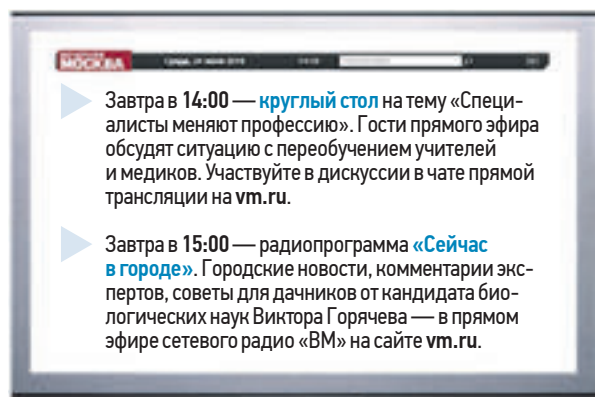 МОСКВА
Завтра в 14:00 — круглый стол на тему «Специ-
алисты меняют профессию». Гости прямого эфира
обсудят ситуацию с переобучением учителей
и медиков. Участвуйте в дискуссии в чате прямой
трансляции на vm.ru.
Завтра в 15:00 — радиопрограмма «Сейчас
в городе». Городские новости, комментарии экс-
пертов, советы для дачников от кандидата био-
логических наук Виктора Горячева — в прямом
эфире сетевого радио «ВМ» на сайте vm.ru.